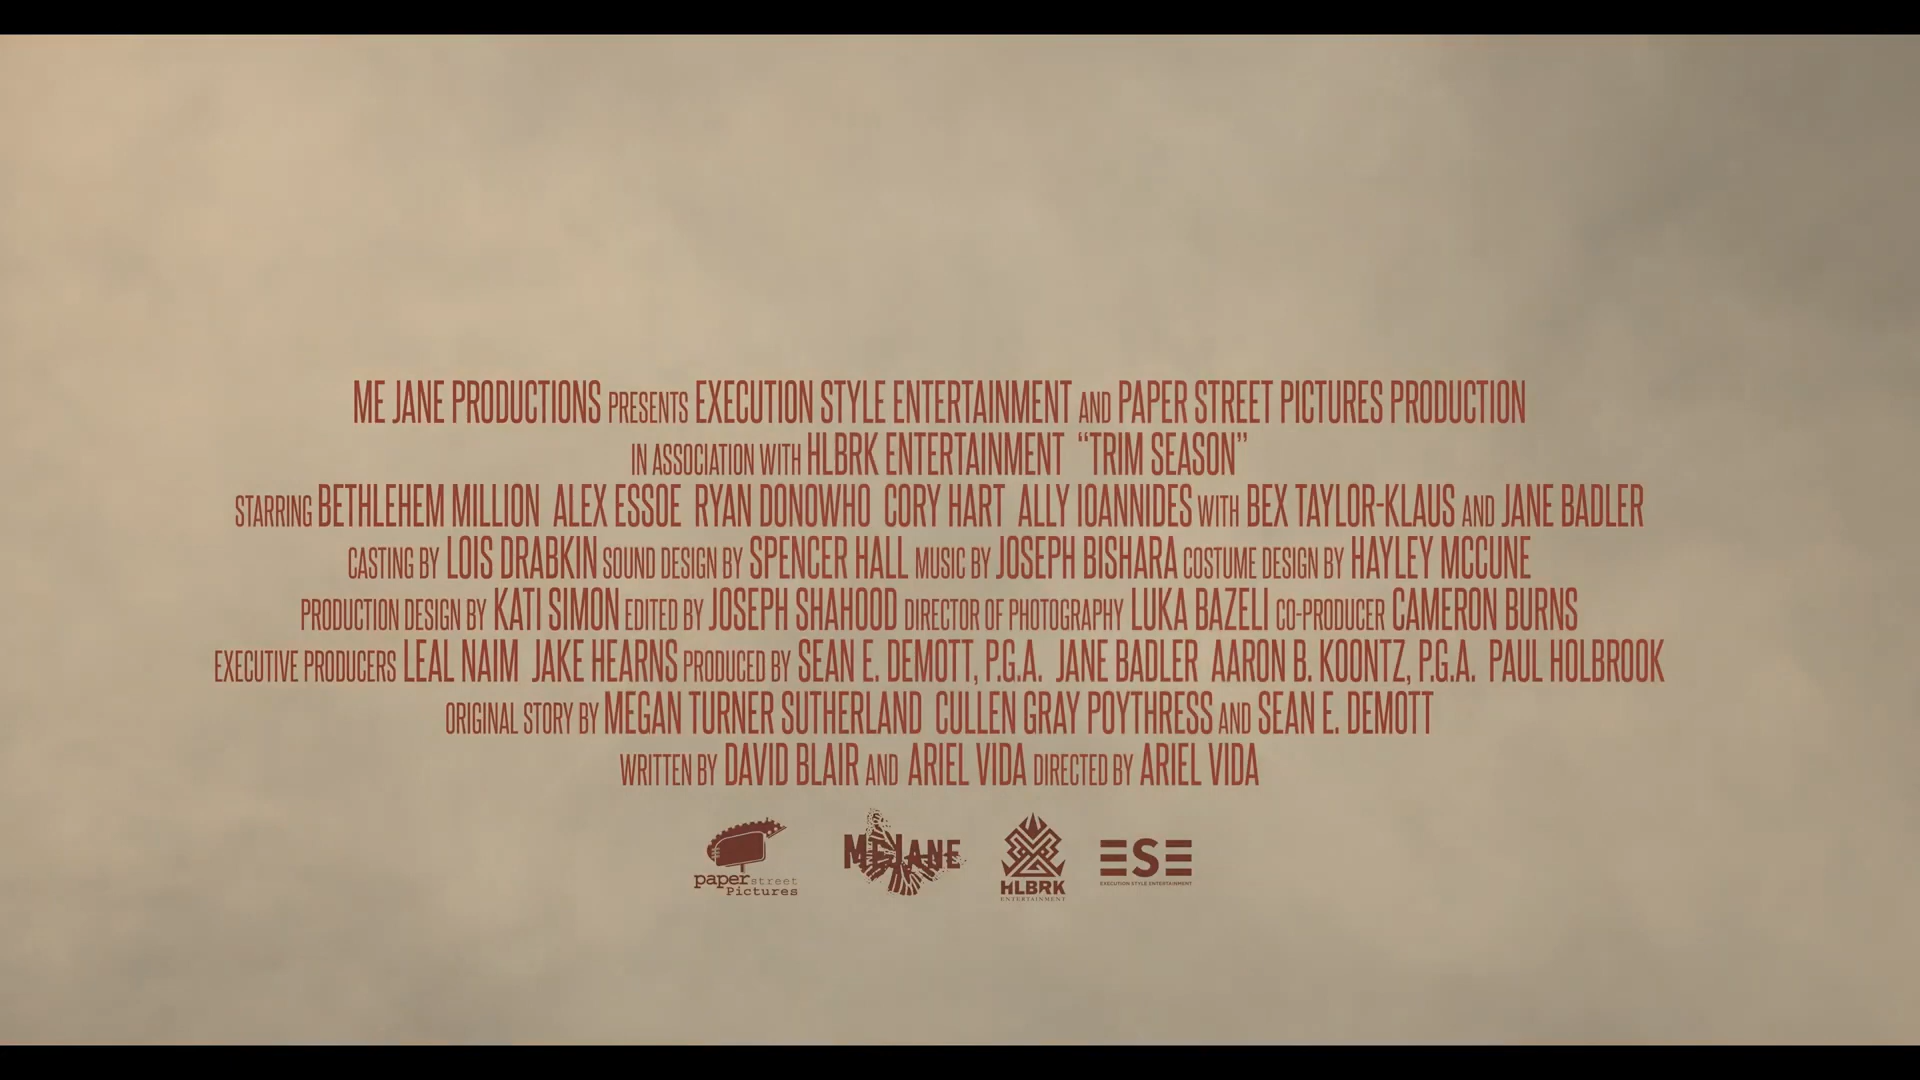 ME JANE PRODUCTIONS PRESENTS EXECUTION STYLE ENTERTAINMENT AND PAPER STREET PICTURES PRODUCTION
IN ASSOCIATION WITH HLBRK ENTERTAINMENT “TRIM SEASON”
STARRING BETHLEHEM MILLION ALEX ESSOE RYAN DONOWHO CORY HART ALLY IOANNIDES WITH BEX TAYLOR-KLAUS AND JANE BADLER
CASTING BY LOIS DRABKIN SOUND DESIGN BY SPENCER HALL MUSIC BY JOSEPH BISHARA COSTUME DESIGN BY HAYLEY MCCUNE
PRODUCTION DESIGN BY KATI SIMON EDITED BY JOSEPH SHAHOOD DIRECTOR OF PHOTOGRAPHY LUKA BAZELI CO-PRODUCER CAMERON BURNS
EXECUTIVE PRODUCERS LEAL NAIM JAKE HEARNS PRODUCED BY SEAN E. DEMOTT, P.G.A. JANE BADLER AARON B. KOONTZ, P.G.A. PAUL HOLBROOK
ORIGINAL STORY BY MEGAN TURNER SUTHERLAND CULLEN GRAY POYTHRESS AND SEAN E. DEMOTT
WRITTEN BY DAVID BLAIR AND ARIEL VIDA DIRECTED BY ARIEL VIDA
paper street
Pictures
MEJANE
HLBRK
ENTERTAINMENT
ESE
EXECUTION STYLE ENTERTAINMENT